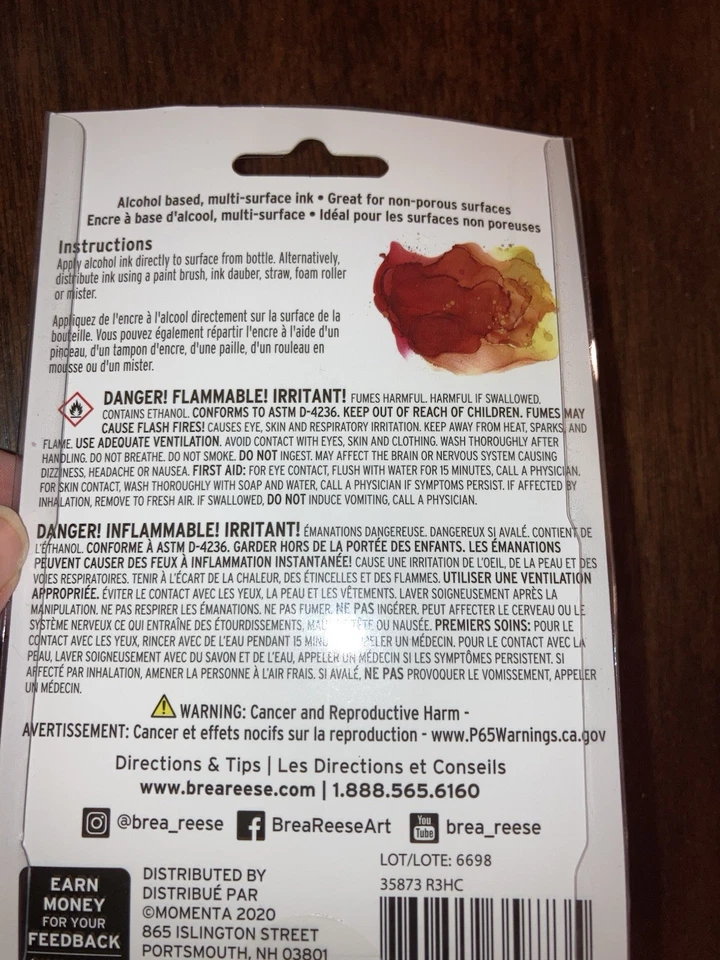 Alcohol based, multi-surface ink • Great for non-porous surfaces
Encre à base d'alcool, multi-surface • Idéal pour les surfaces non poreuses
Instructions
Apply alcohol ink directly to surface from bottle. Alternatively,
distribute ink using a paint brush, ink dauber, straw, foam roller
or mister.
Appliquez de l'encre à l'alcool directement sur la surface de la
bouteille. Vous pouvez également répartir l'encre à l'aide d'un
pinceau, d'un tampon d'encre, d'une paille, d'un rouleau en
mousse ou d'un mister.
DANGER! FLAMMABLE! IRRITANT! FUMES HARMFUL. HARMFUL IF SWALLOWED.
CONTAINS ETHANOL. CONFORMS TO ASTM D-4236. KEEP OUT OF REACH OF CHILDREN. FUMES MAY
CAUSE FLASH FIRES! CAUSES EYE, SKIN AND RESPIRATORY IRRITATION. KEEP AWAY FROM HEAT, SPARKS, AND
FLAME. USE ADEQUATE VENTILATION. AVOID CONTACT WITH EYES, SKIN AND CLOTHING. WASH THOROUGHLY AFTER
HANDLING. DO NOT BREATHE. DO NOT SMOKE. DO NOT INGEST. MAY AFFECT THE BRAIN OR NERVOUS SYSTEM CAUSING
DIZZINESS, HEADACHE OR NAUSEA. FIRST AID: FOR EYE CONTACT, FLUSH WITH WATER FOR 15 MINUTES, CALL A PHYSICIAN.
FOR SKIN CONTACT, WASH THOROUGHLY WITH SOAP AND WATER, CALL A PHYSICIAN IF SYMPTOMS PERSIST. IF AFFECTED BY
INHALATION, REMOVE TO FRESH AIR. IF SWALLOWED, DO NOT INDUCE VOMITING, CALL A PHYSICIAN.
DANGER! INFLAMMABLE! IRRITANT! ÉMANATIONS DANGEREUSE. DANGEREUX SI AVALÉ. CONTIENT DE
L'ÉTHANOL. CONFORME À ASTM D-4236. GARDER HORS DE LA PORTÉE DES ENFANTS. LES ÉMANATIONS
PEUVENT CAUSER DES FEUX À INFLAMMATION INSTANTANÉE! CAUSE UNE IRRITATION DE L'OEIL, DE LA PEAU ET DES
VOIES RESPIRATOIRES. TENIR À L'ÉCART DE LA CHALEUR, DES ÉTINCELLES ET DES FLAMMES. UTILISER UNE VENTILATION
APPROPRIÉE. ÉVITER LE CONTACT AVEC LES YEUX, LA PEAU ET LES VÊTEMENTS. LAVER SOIGNEUSEMENT APRÈS LA
MANIPULATION. NE PAS RESPIRER LES ÉMANATIONS. NE PAS FUMER. NE PAS INGÉRER. PEUT AFFECTER LE CERVEAU OU LE
SYSTÈME NERVEUX CE QUI ENTRAÎNE DES ÉTOURDISSEMENTS, TÊTE OU NAUSÉE. PREMIERS SOINS: POUR LE
CONTACT AVEC LES YEUX, RINCER AVEC DE L'EAU PENDANT 15 UN MÉDECIN. POUR LE CONTACT AVEC LA
PEAU, LAVER SOIGNEUSEMENT AVEC DU SAVON ET DE L'EAU, APPELER UN MÉDECIN SI LES SYMPTÔMES PERSISTENT. SI
AFFECTÉ PAR INHALATION, AMENER LA PERSONNE À L'AIR FRAIS. SI AVALÉ, NE PAS PROVOQUER LE VOMISSEMENT, APPELER
UN MÉDECIN.
WARNING: Cancer and Reproductive Harm -
AVERTISSEMENT: Cancer et effets nocifs sur la reproduction - www.P65Warnings.ca.gov
Directions & Tips | Les Directions et Conseils
www.breareese.com | 1.888.565.6160
@brea_reese f BreaReeseArt You Tube brea_reese
LOT/LOTE: 6698
35873 R3HC
EARN
MONEY
FOR YOUR
FEEDBACK
DISTRIBUTED BY
DISTRIBUÉ PAR
©MOMENTA 2020
865 ISLINGTON STREET
PORTSMOUTH, NH 03801